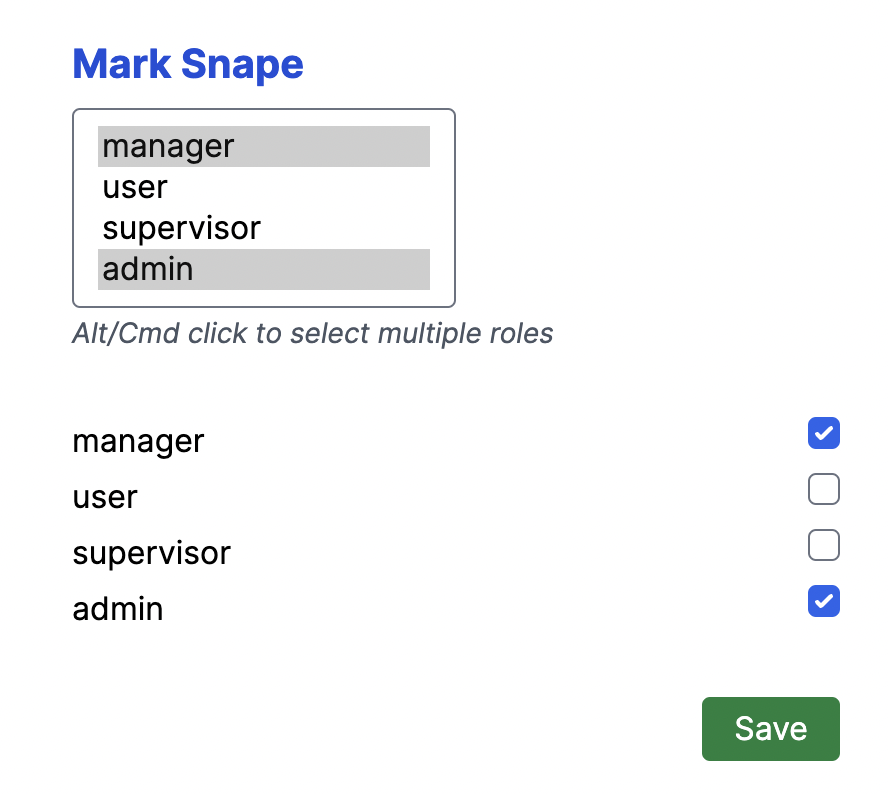 Mark Snape
manager
user
supervisor
admin
Alt/Cmd click to select multiple roles
manager
user
supervisor
admin
Save